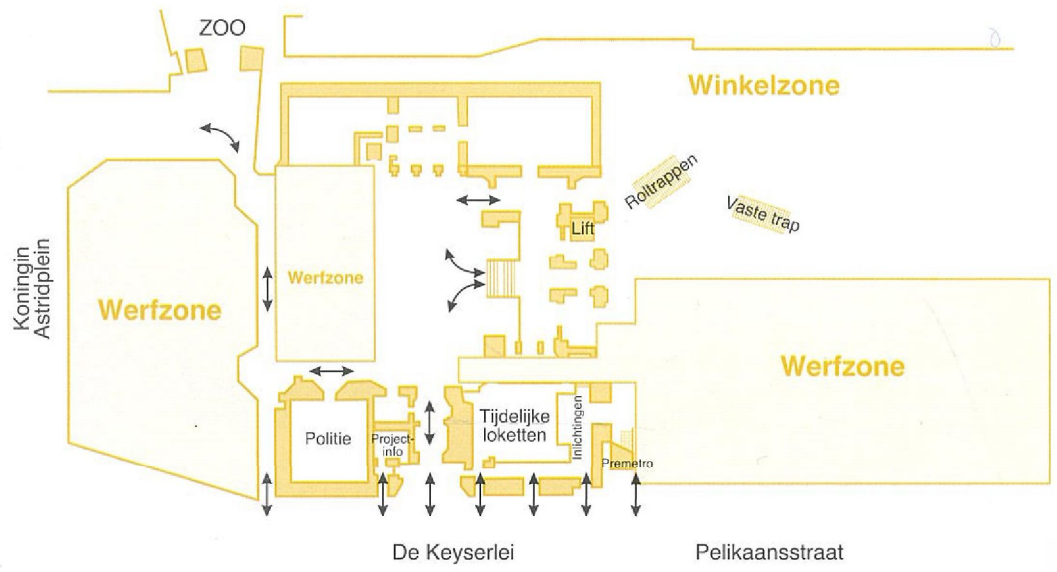 ZOO
Winkelzone
Roltrappen
Vaste trap
Lift
Koningin
Astridplein
Werfzone
Werfzone
Werfzone
Politie
Project-
info
Tijdelijke
loketten
Inlichtingen
Premetro
De Keyserlei
Pelikaansstraat